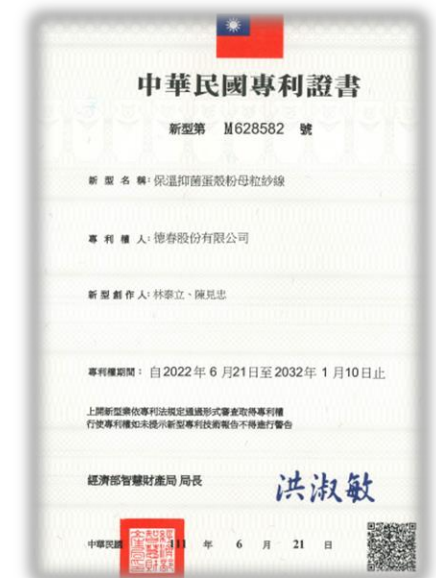 中華民國專利證書
新型第 M628582 號
新型名稱：保溫抑菌蛋殼粉母粒紗線
專利權人：德春股份有限公司
新型創作人：林泰立、陳見忠
專利權期間：自2022年6月21日至2032年1月10日止
上開新型業依專利法規定通過形式審查取得專利權
行使專利權如未提示新型專利技術報告不得進行警告
經濟部智慧財產局 局長 洪淑敏
中華民國 111 年 6 月 21 日